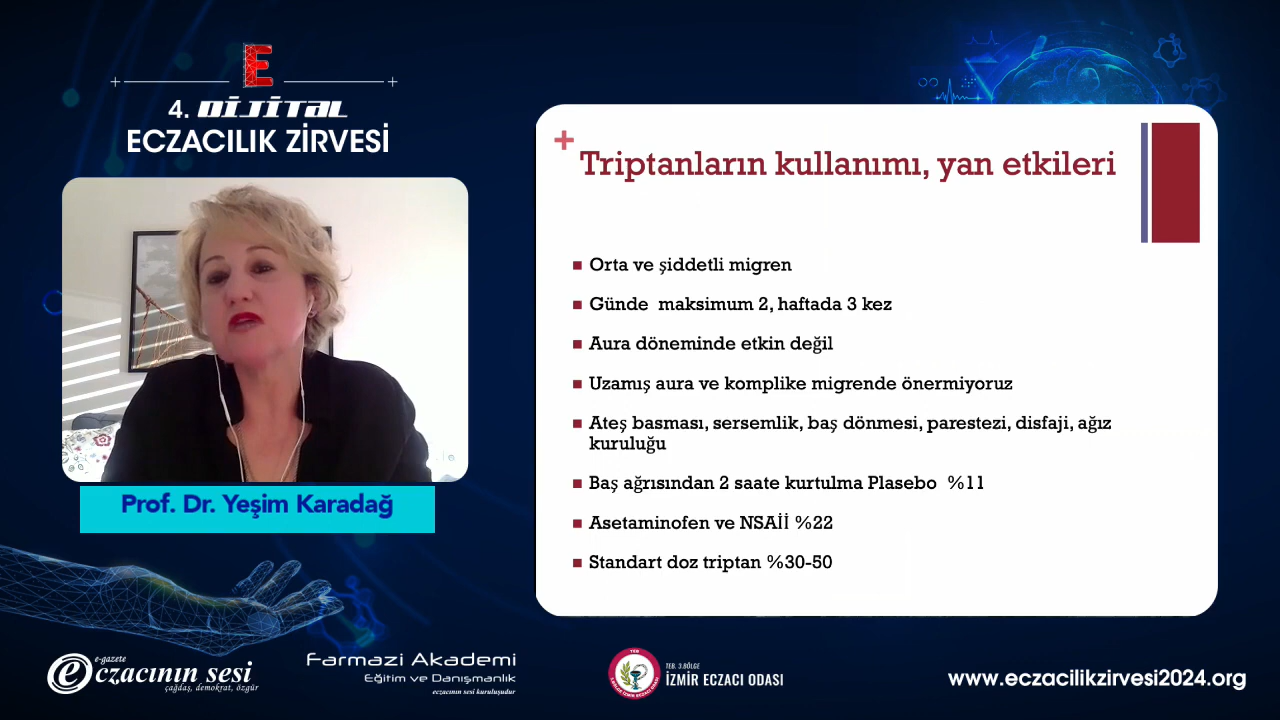 E
4. DİJİTAL
ECZACILIK ZİRVESİ
Prof. Dr. Yeşim Karadağ
+
Triptanların kullanımı, yan etkileri
Orta ve şiddetli migren
Günde maksimum 2, haftada 3 kez
Aura döneminde etkin değil
Uzamış aura ve komplike migrende önermiyoruz
Ateş basması, sersemlik, baş dönmesi, parestezi, disfaji, ağız
kuruluğu
Baş ağrısından 2 saate kurtulma Plasebo %11
Asetaminofen ve NSAİİ %22
Standart doz triptan %30-50
e-gazete
eczacının sesi
çağdaş, demokrat, özgür
Farmazi Akademi
Eğitim ve Danışmanlık
eczacının sesi kuruluşudur
TEB
TEB. 3.BÖLGE
İZMİR ECZACI ODASI
www.eczacilikzirvesi2024.org